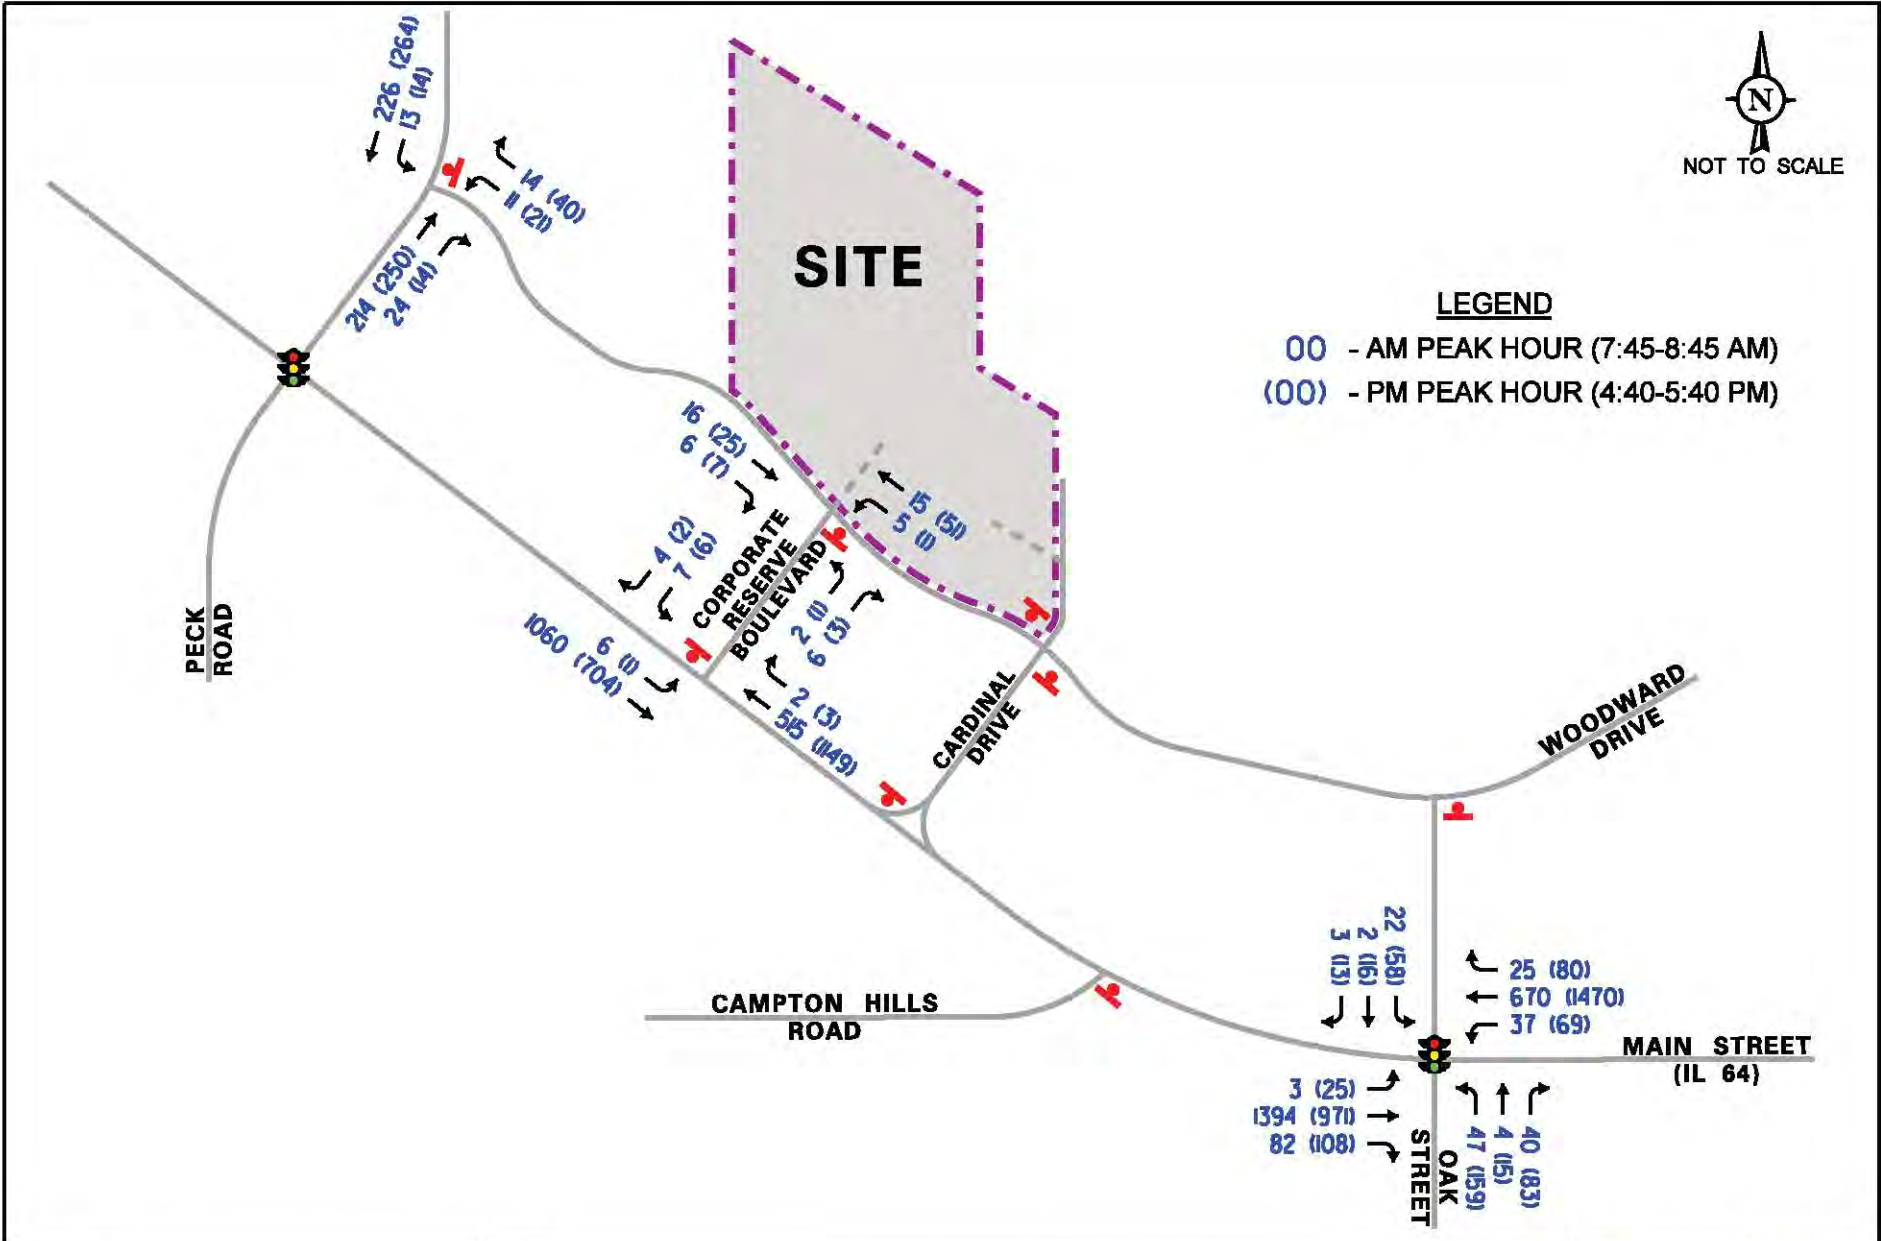 226 (264)
13 (14)
14 (40)
11 (21)
214 (250)
24 (14)
N
NOT TO SCALE
SITE
LEGEND
00 - AM PEAK HOUR (7:45-8:45 AM)
(00) - PM PEAK HOUR (4:40-5:40 PM)
16 (25)
6 (7)
15 (51)
5 (1)
4 (2)
7 (6)
CORPORATE
RESERVE
BOULEVARD
2 (1)
6 (3)
6 (1)
1060 (704)
2 (3)
515 (1149)
PECK
ROAD
CARDINAL
DRIVE
WOODWARD
DRIVE
CAMPTON HILLS
ROAD
22 (58)
2 (16)
3 (13)
25 (80)
670 (1470)
37 (69)
MAIN STREET
(IL 64)
3 (25)
1394 (971)
82 (108)
OAK
STREET
47 (159)
4 (15)
40 (83)